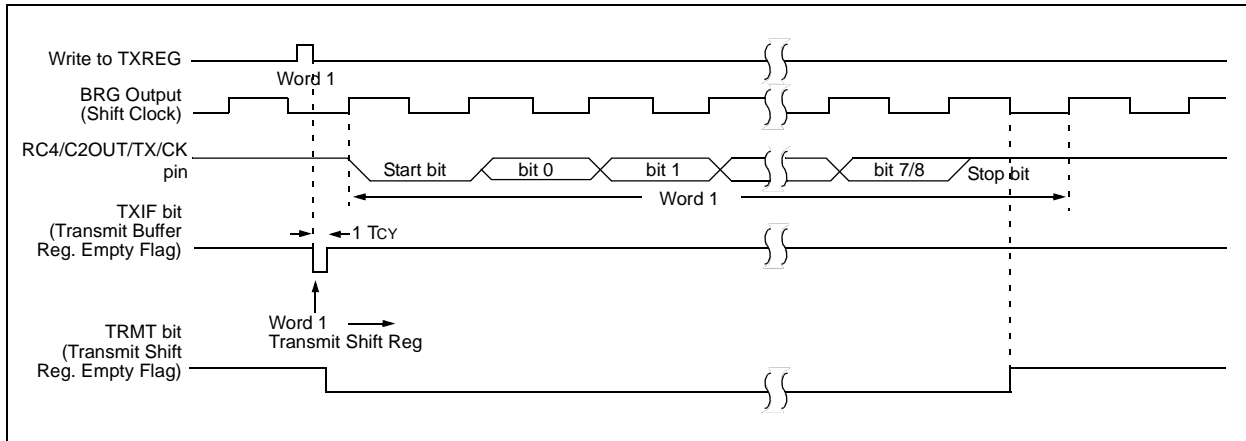 Write to TXREG
Word 1
BRG Output
(Shift Clock)
RC4/C2OUT/TX/CK
pin
Start bit
bit 0
bit 1
bit 7/8
Stop bit
Word 1
TXIF bit
(Transmit Buffer
Reg. Empty Flag)
1 TCY
Word 1
Transmit Shift Reg
TRMT bit
(Transmit Shift
Reg. Empty Flag)